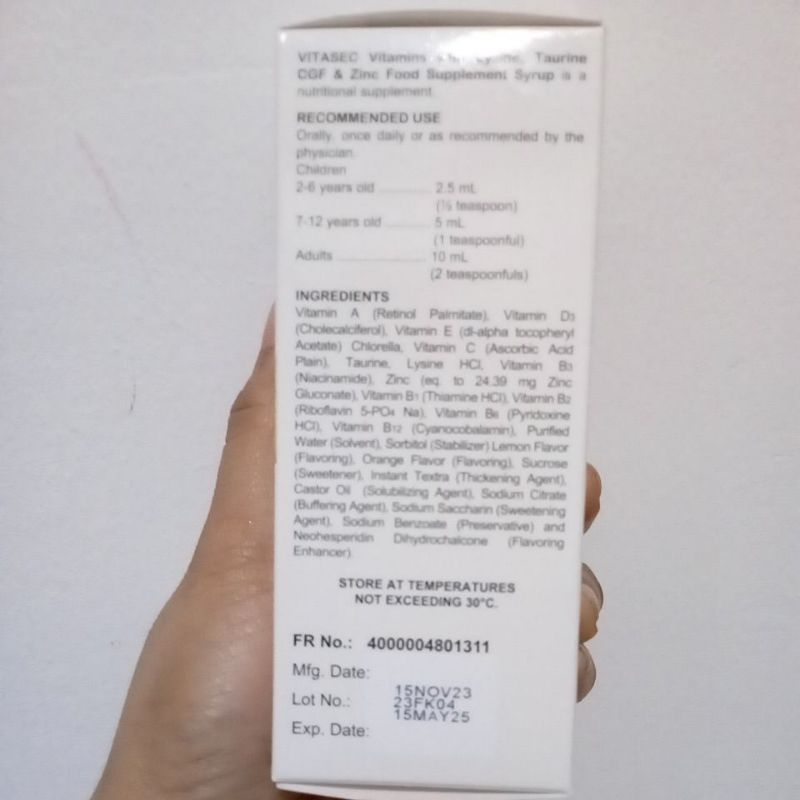 VITASEC Vitamins Taurine
CGF & Zinc Food Supplement Syrup is a
nutritional supplement.
RECOMMENDED USE
Orally, once daily or as recommended by the
physician.
Children
2-6 years old .............. 2.5 mL
(½ teaspoon)
7-12 years old ............ 5 mL
(1 teaspoonful)
Adults ........................ 10 mL
(2 teaspoonfuls)
INGREDIENTS
Vitamin A (Retinol Palmitate), Vitamin D3
(Cholecalciferol), Vitamin E (dl-alpha tocopheryl
Acetate) Chlorella, Vitamin C (Ascorbic Acid
Plain), Taurine, Lysine HCl, Vitamin B3
(Niacinamide), Zinc (eq. to 24.39 mg Zinc
Gluconate), Vitamin B1 (Thiamine HCl), Vitamin B2
(Riboflavin 5-PO4 Na), Vitamin B6 (Pyridoxine
HCl), Vitamin B12 (Cyanocobalamin), Purified
Water (Solvent), Sorbitol (Stabilizer) Lemon Flavor
(Flavoring), Orange Flavor (Flavoring), Sucrose
(Sweetener), Instant Textra (Thickening Agent),
Castor Oil (Solubilizing Agent), Sodium Citrate
(Buffering Agent), Sodium Saccharin (Sweetening
Agent), Sodium Benzoate (Preservative) and
Neohesperidin Dihydrochalcone (Flavoring
Enhancer).
STORE AT TEMPERATURES
NOT EXCEEDING 30°C.
FR No.: 4000004801311
Mfg. Date: 15NOV23
Lot No.: 23FK04
Exp. Date: 15MAY25